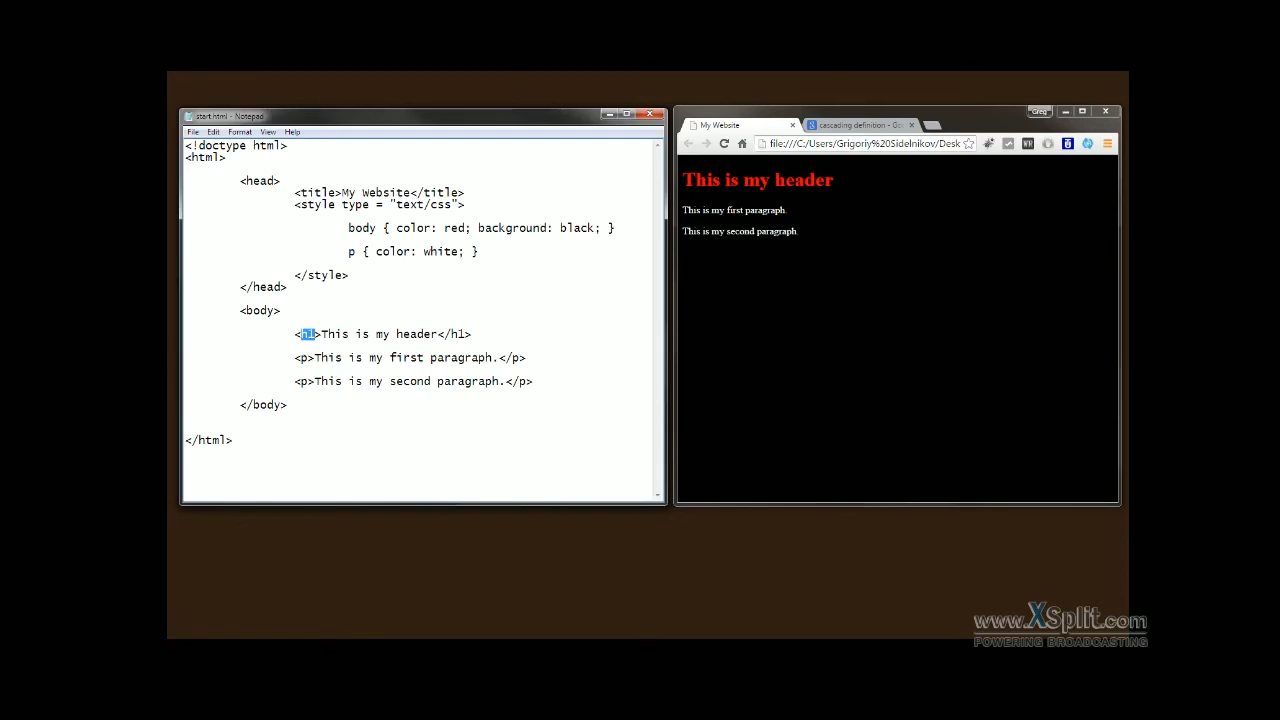 start.html - Notepad
File Edit Format View Help
<!doctype html>
<html>
<head>
<title>My Website</title>
<style type = "text/css">
body { color: red; background: black; }
p { color: white; }
</style>
</head>
<body>
<h1>This is my header</h1>
<p>This is my first paragraph.</p>
<p>This is my second paragraph.</p>
</body>
</html>
Greg
My Website
cascading definition - Go
file:///C:/Users/Grigoriy%20Sidelnikov/Desk
This is my header
This is my first paragraph.
This is my second paragraph.
www.XSplit.com
POWERING BROADCASTING